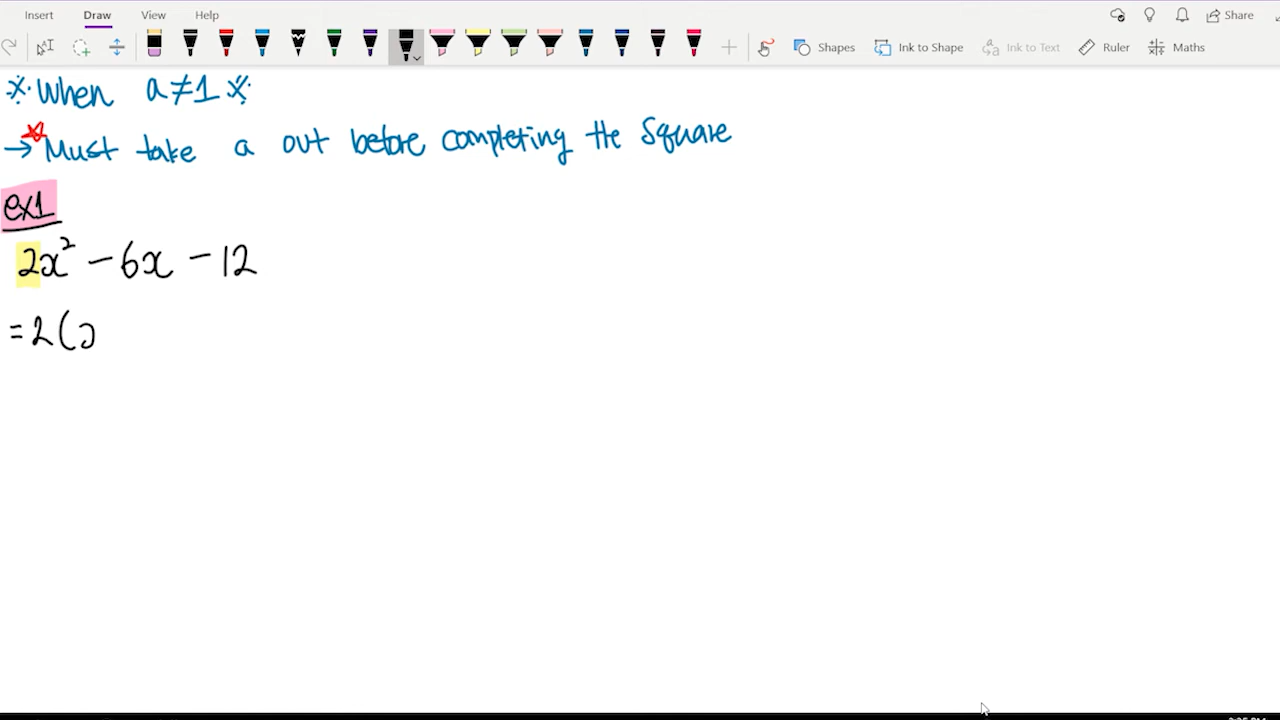 Insert Draw View Help Share
Shapes Ink to Shape Ink to Text Ruler Maths
※ When a≠1 ※
→ Must take a out before completing the square
ex1
2x² - 6x - 12
= 2(